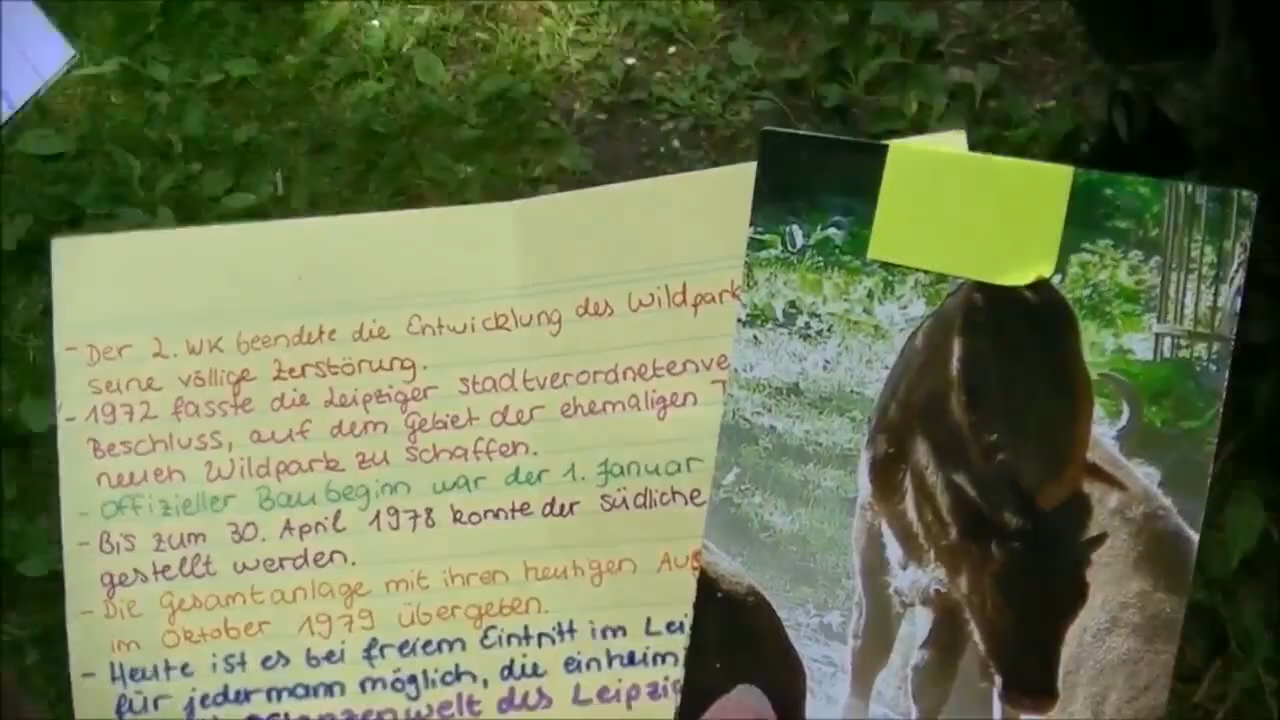 - Der 2. WK beendete die Entwicklung des Wildpark
seine völlige Zerstörung.
- 1972 fasste die Leipziger Stadtverordnetenve
Beschluss, auf dem Gebiet der ehemaligen T
neuen Wildpark zu schaffen.
- Offizieller Baubeginn war der 1. Januar
- Bis zum 30. April 1978 konnte der südliche
gestellt werden.
- Die Gesamtanlage mit ihren heutigen Aus
im Oktober 1979 übergeben.
- Heute ist es bei freiem Eintritt im Lei
für jedermann möglich, die einheim
Pflanzenwelt des Leipzig